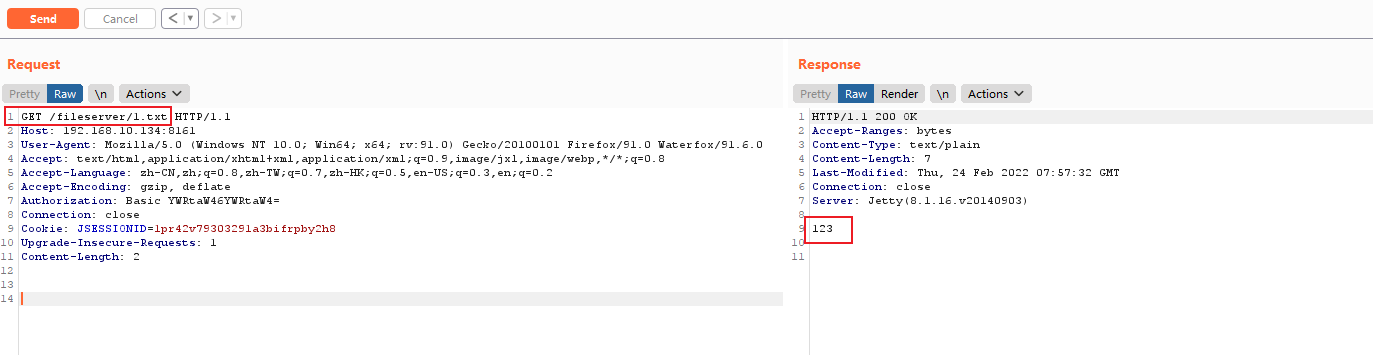 Send Cancel < >
Request
Pretty Raw \n Actions
1 GET /fileserver/1.txt HTTP/1.1
2 Host: 192.168.10.134:8161
3 User-Agent: Mozilla/5.0 (Windows NT 10.0; Win64; x64; rv:91.0) Gecko/20100101 Firefox/91.0 Waterfox/91.6.0
4 Accept: text/html,application/xhtml+xml,application/xml;q=0.9,image/jxl,image/webp,*/*;q=0.8
5 Accept-Language: zh-CN,zh;q=0.8,zh-TW;q=0.7,zh-HK;q=0.5,en-US;q=0.3,en;q=0.2
6 Accept-Encoding: gzip, deflate
7 Authorization: Basic YWRtaW46YWRtaW4=
8 Connection: close
9 Cookie: JSESSIONID=1pr42v79303291a3bifrpby2h8
10 Upgrade-Insecure-Requests: 1
11 Content-Length: 2
12
13
14
Response
Pretty Raw Render \n Actions
1 HTTP/1.1 200 OK
2 Accept-Ranges: bytes
3 Content-Type: text/plain
4 Content-Length: 7
5 Last-Modified: Thu, 24 Feb 2022 07:57:32 GMT
6 Connection: close
7 Server: Jetty(8.1.16.v20140903)
8
9 123
10
11